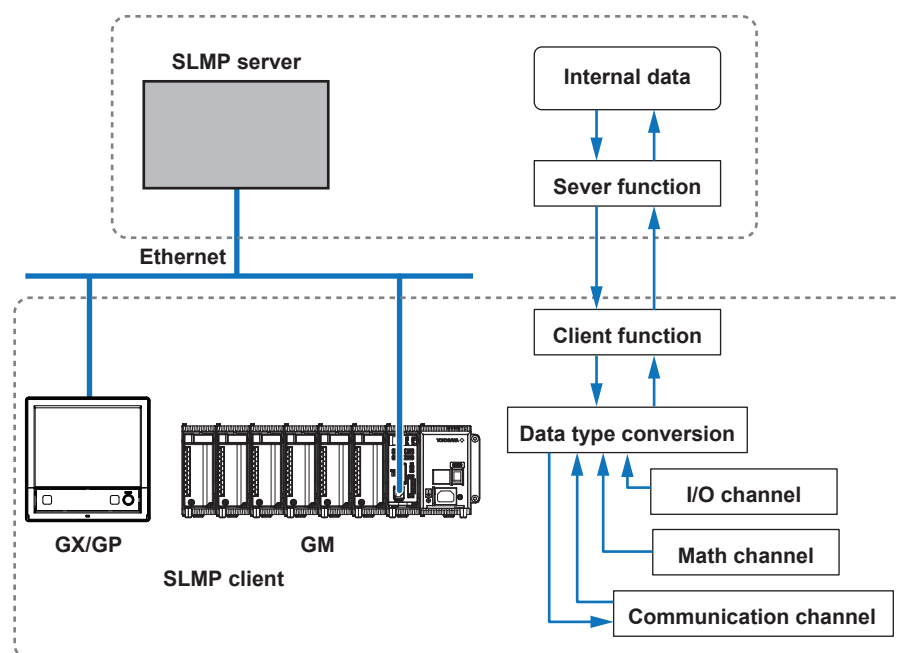 SLMP server
Internal data
Sever function
Ethernet
Client function
Data type conversion
YOKOGAWA
I/O channel
GX/GP
GM
Math channel
SLMP client
Communication channel